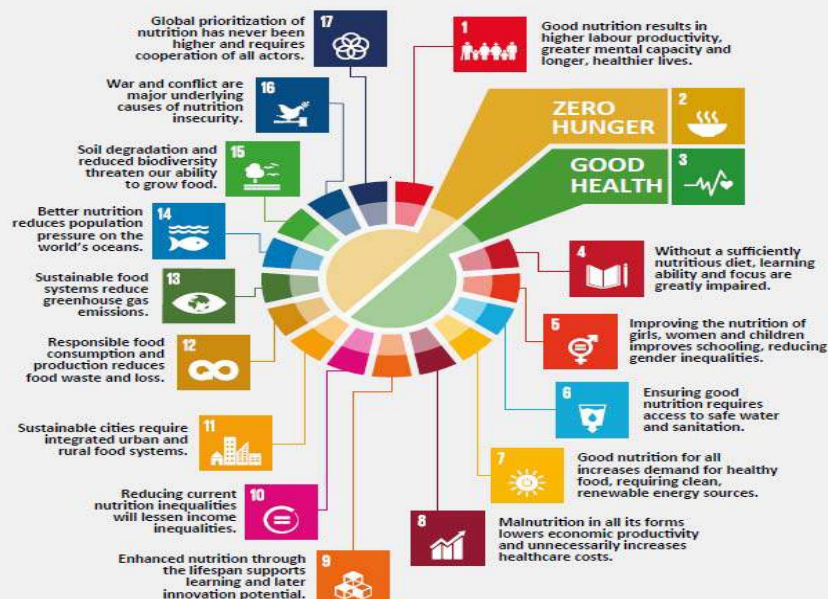 17
Global prioritization of
nutrition has never been
higher and requires
cooperation of all actors.
1
Good nutrition results in
higher labour productivity,
greater mental capacity and
longer, healthier lives.
16
War and conflict are
major underlying
causes of nutrition
insecurity.
ZERO
HUNGER
2
15
Soil degradation and
reduced biodiversity
threaten our ability
to grow food.
GOOD
HEALTH
3
14
Better nutrition
reduces population
pressure on the
world's oceans.
4
Without a sufficiently
nutritious diet, learning
ability and focus are
greatly impaired.
13
Sustainable food
systems reduce
greenhouse gas
emissions.
5
Improving the nutrition of
girls, women and children
improves schooling, reducing
gender inequalities.
12
Responsible food
consumption and
production reduces
food waste and loss.
6
Ensuring good
nutrition requires
access to safe water
and sanitation.
11
Sustainable cities require
integrated urban and
rural food systems.
7
Good nutrition for all
increases demand for healthy
food, requiring clean,
renewable energy sources.
10
Reducing current
nutrition inequalities
will lessen income
inequalities.
8
Malnutrition in all its forms
lowers economic productivity
and unnecessarily increases
healthcare costs.
9
Enhanced nutrition through
the lifespan supports
learning and later
innovation potential.